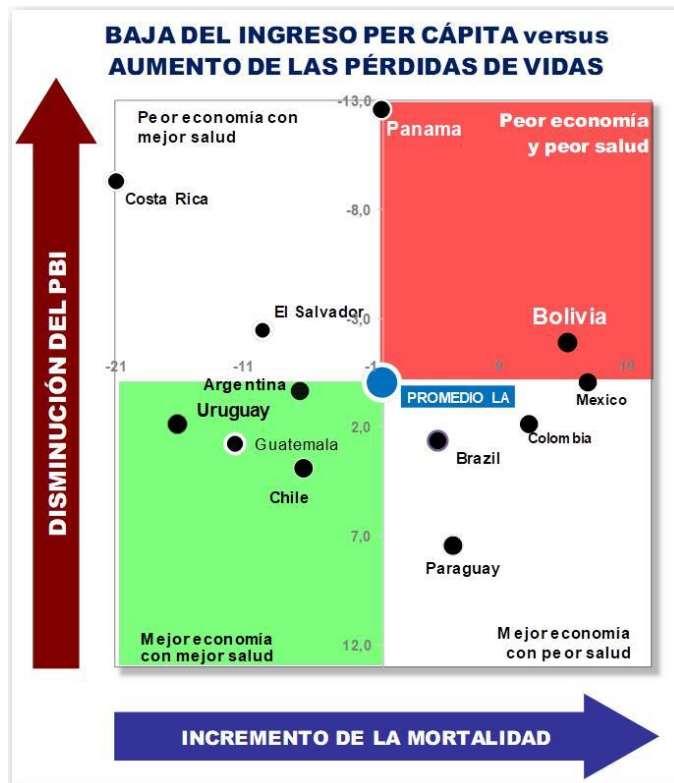 BAJA DEL INGRESO PER CÁPITA versus
AUMENTO DE LAS PÉRDIDAS DE VIDAS
DISMINUCIÓN DEL PBI
-13,0
Peor economía con
mejor salud
Panama
Peor economía
y peor salud
Costa Rica
-8,0
El Salvador
-3,0
Bolivia
-21
-11
-1
9
19
Argentina
PROMEDIO LA
Mexico
Uruguay
2,0
Guatemala
Colombia
Brazil
Chile
7,0
Paraguay
Mejor economía
con mejor salud
12,0
Mejor economía
con peor salud
INCREMENTO DE LA MORTALIDAD